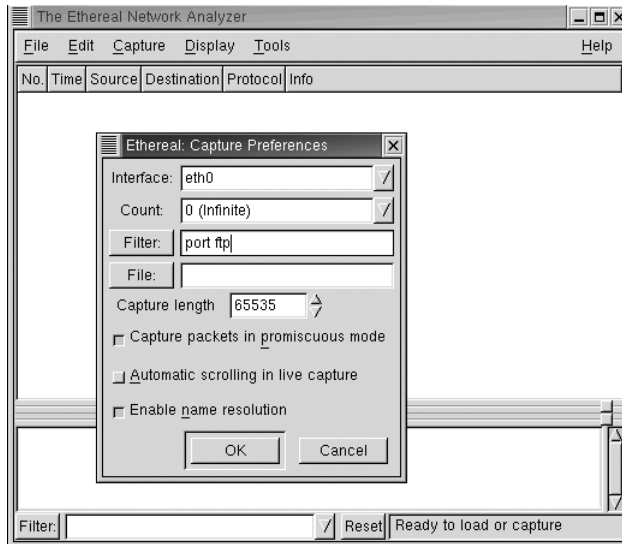 The Ethereal Network Analyzer
File Edit Capture Display Tools Help
No. Time Source Destination Protocol Info
Ethereal: Capture Preferences
Interface: eth0
Count: 0 (Infinite)
Filter: port ftp
File:
Capture length 65535
Capture packets in promiscuous mode
Automatic scrolling in live capture
Enable name resolution
OK Cancel
Filter: Reset Ready to load or capture